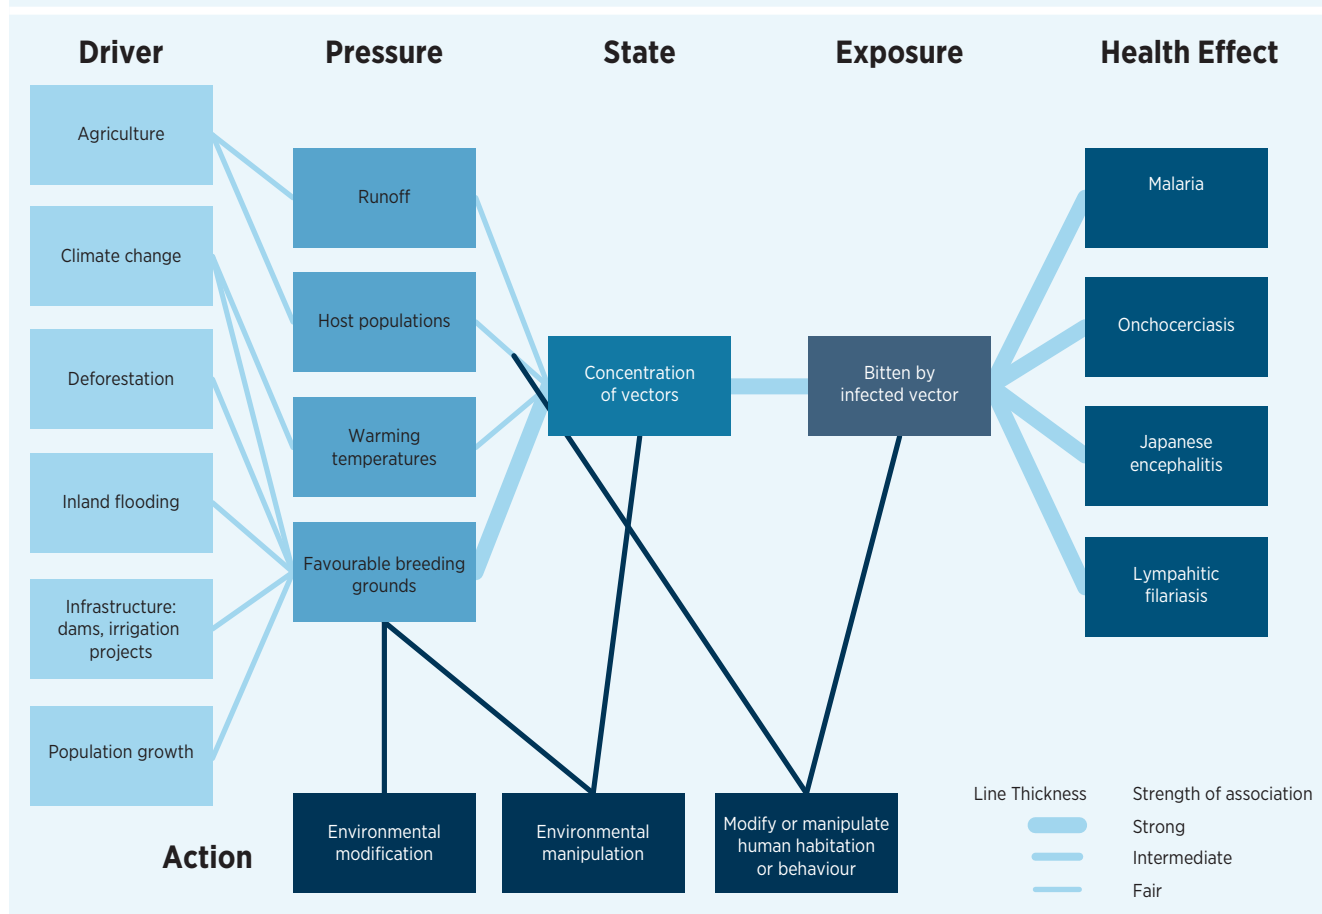 Driver
Pressure
State
Exposure
Health Effect
Agriculture
Climate change
Deforestation
Inland flooding
Infrastructure:
dams, irrigation
projects
Population growth
Runoff
Host populations
Warming
temperatures
Favourable breeding
grounds
Concentration
of vectors
Bitten by
infected vector
Malaria
Onchocerciasis
Japanese
encephalitis
Lympahitic
filariasis
Action
Environmental
modification
Environmental
manipulation
Modify or manipulate
human habitation
or behaviour
Line Thickness
Strength of association
Strong
Intermediate
Fair